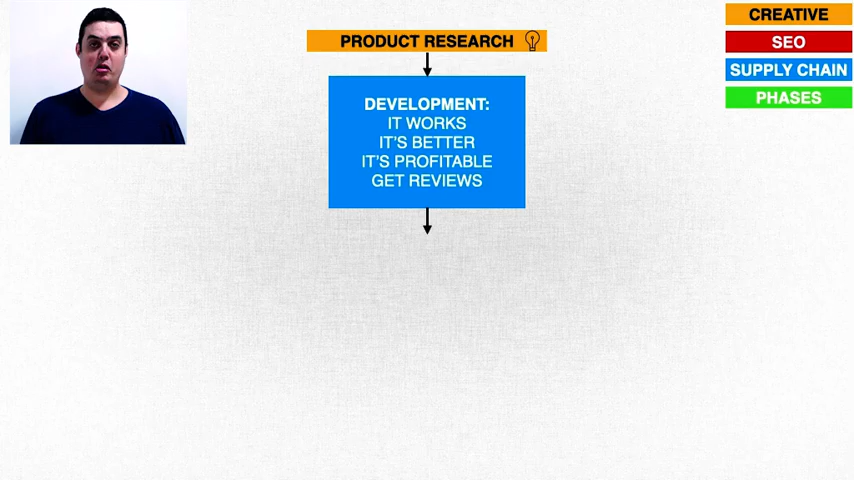 PRODUCT RESEARCH
DEVELOPMENT:
IT WORKS
IT'S BETTER
IT'S PROFITABLE
GET REVIEWS
CREATIVE
SEO
SUPPLY CHAIN
PHASES